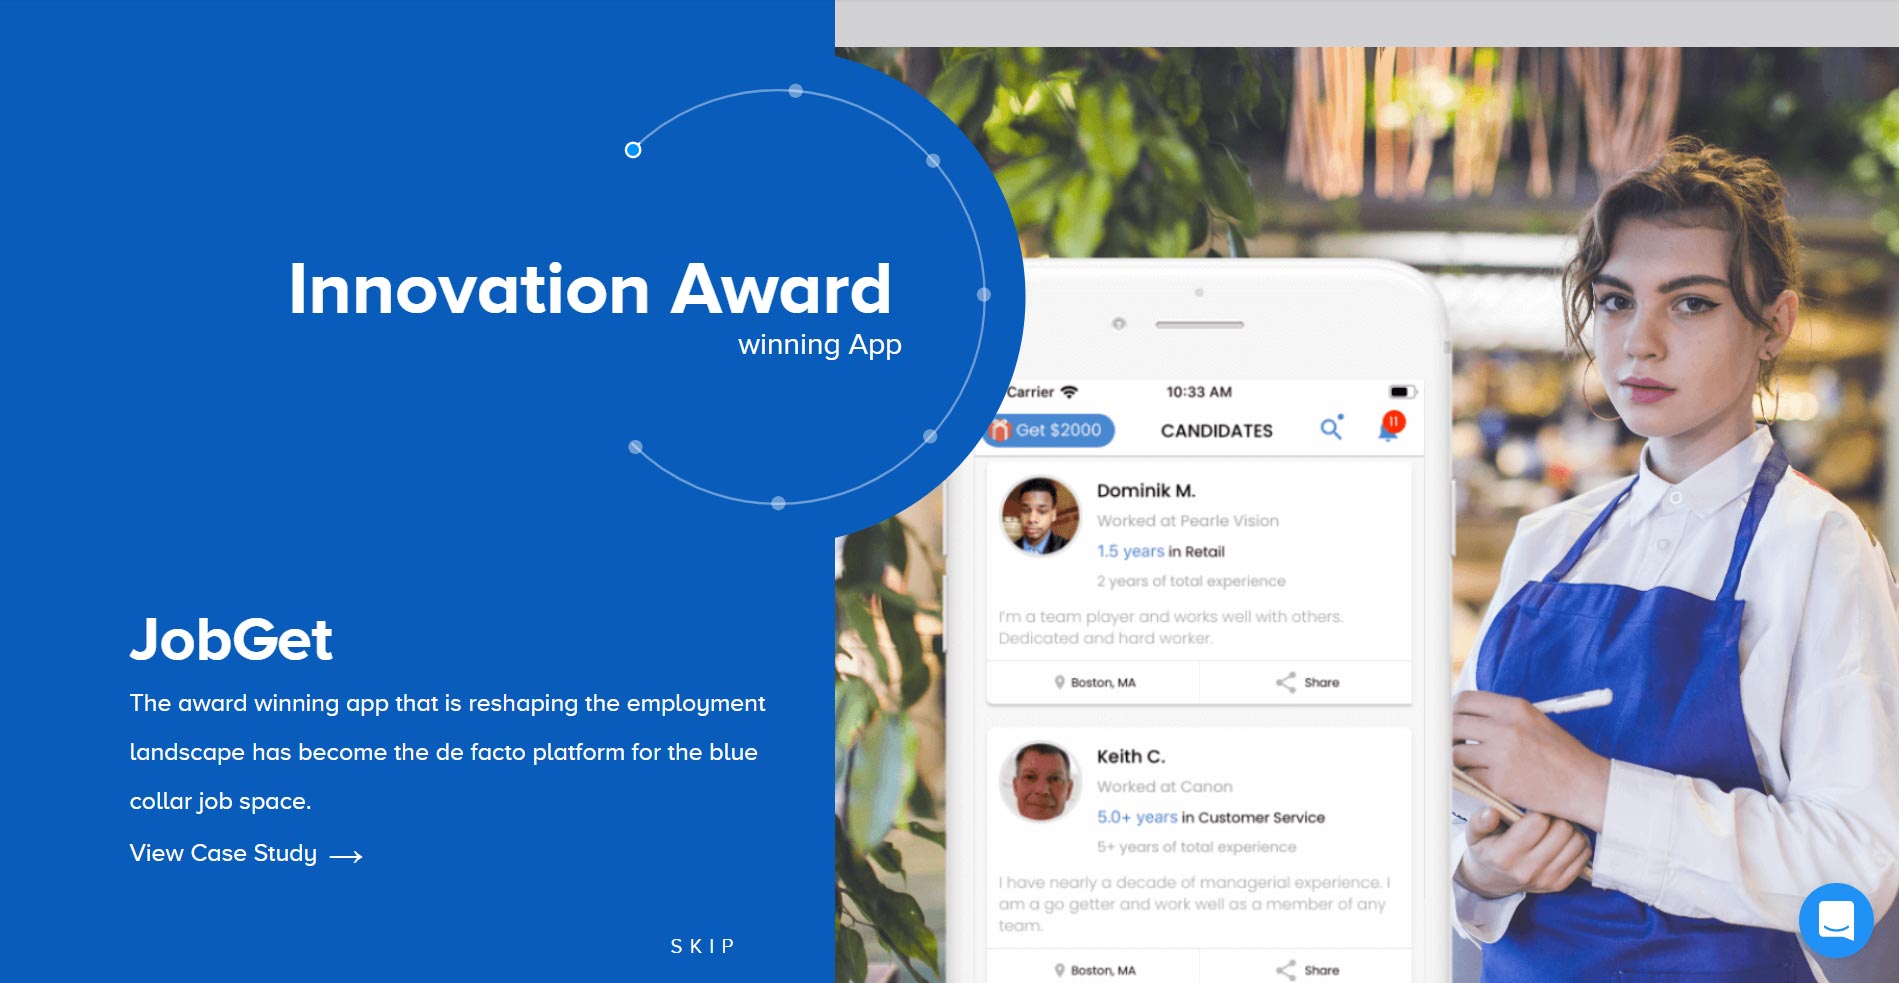 Innovation Award
winning App
JobGet
The award winning app that is reshaping the employment
landscape has become the de facto platform for the blue
collar job space.
View Case Study →
SKIP
Carrier 10:33 AM
Get $2000 CANDIDATES 11
Dominik M.
Worked at Pearle Vision
1.5 years in Retail
2 years of total experience
I'm a team player and works well with others.
Dedicated and hard worker.
Boston, MA Share
Keith C.
Worked at Canon
5.0+ years in Customer Service
5+ years of total experience
I have nearly a decade of managerial experience. I
am a go getter and work well as a member of any
team.
Boston, MA Share